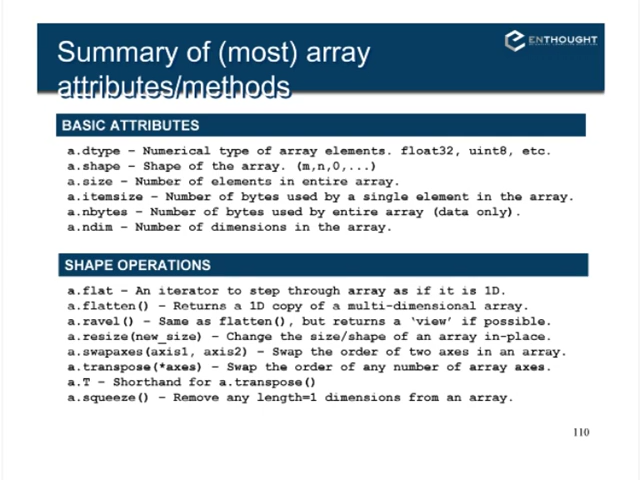 Summary of (most) array
attributes/methods
ENTHOUGHT
BASIC ATTRIBUTES
a.dtype – Numerical type of array elements. float32, uint8, etc.
a.shape – Shape of the array. (m,n,o,...)
a.size – Number of elements in entire array.
a.itemsize – Number of bytes used by a single element in the array.
a.nbytes – Number of bytes used by entire array (data only).
a.ndim – Number of dimensions in the array.
SHAPE OPERATIONS
a.flat – An iterator to step through array as if it is 1D.
a.flatten() – Returns a 1D copy of a multi-dimensional array.
a.ravel() – Same as flatten(), but returns a ‘view’ if possible.
a.resize(new_size) – Change the size/shape of an array in-place.
a.swapaxes(axis1, axis2) – Swap the order of two axes in an array.
a.transpose(*axes) – Swap the order of any number of array axes.
a.T – Shorthand for a.transpose()
a.squeeze() – Remove any length=1 dimensions from an array.
110